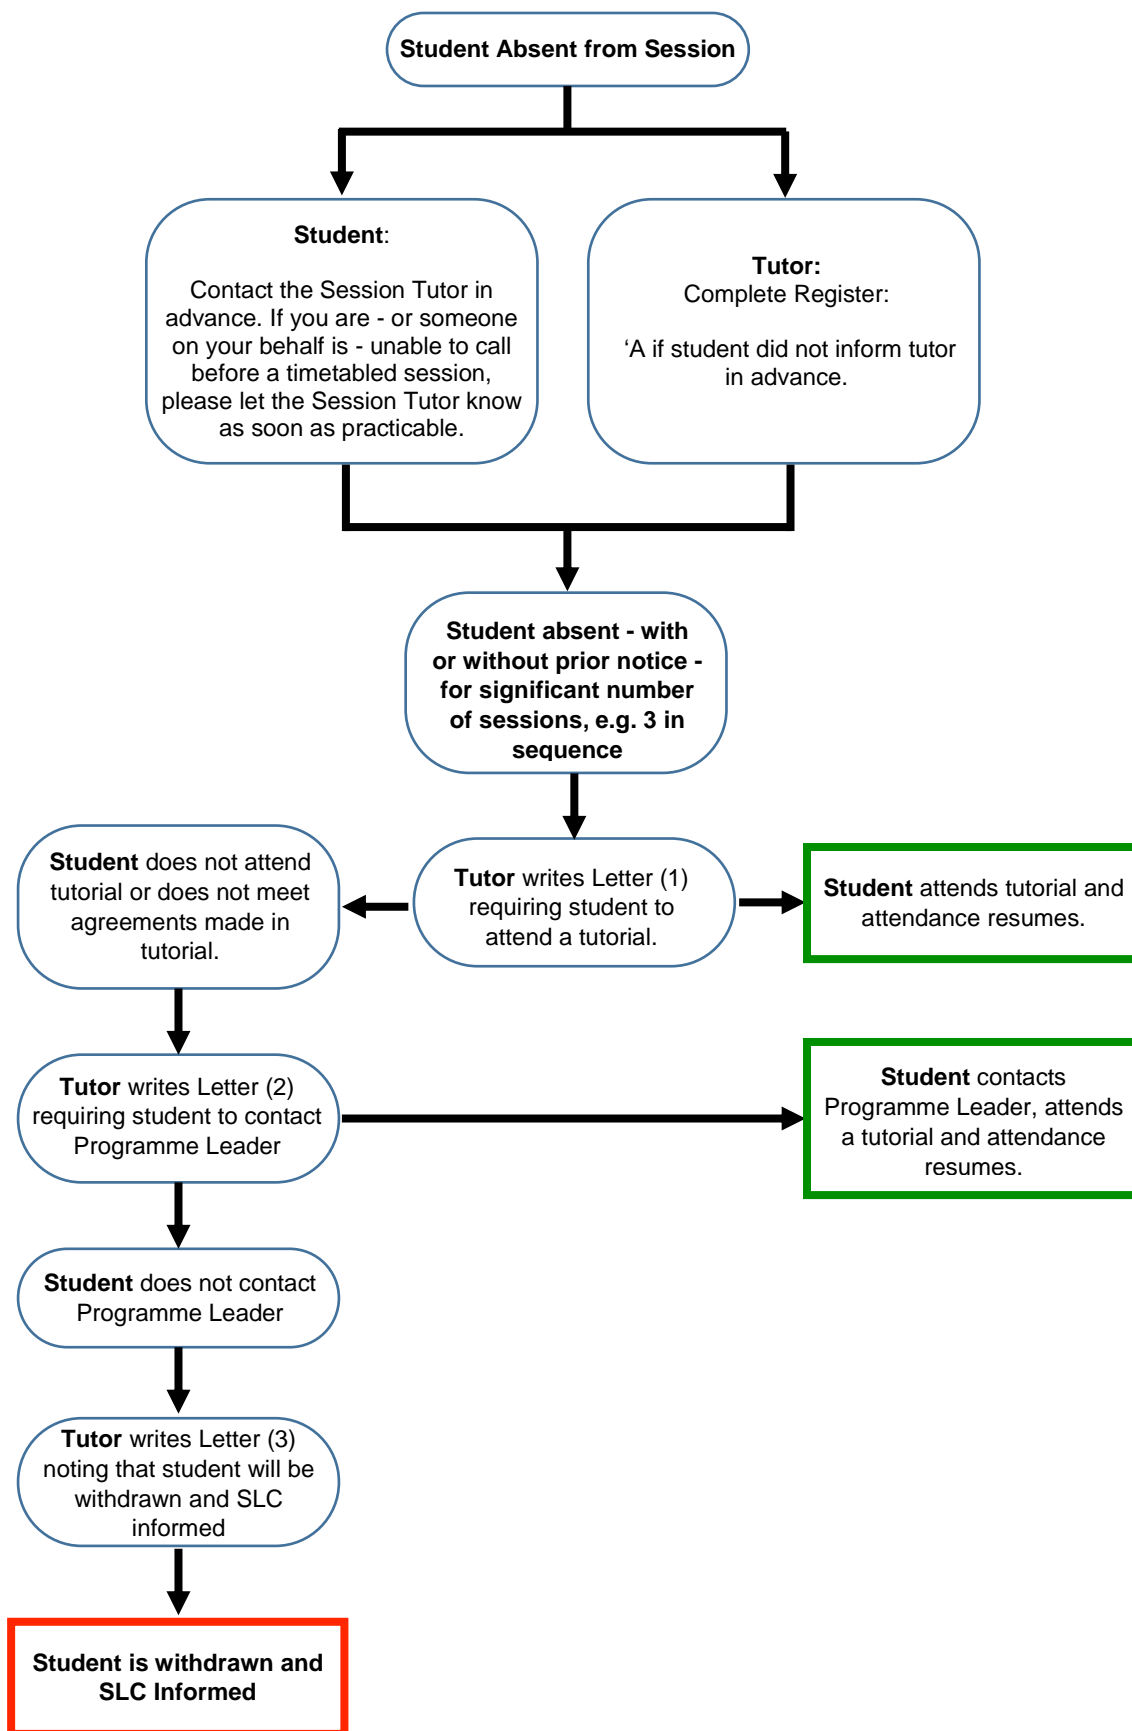 Student Absent from Session
Student:
Contact the Session Tutor in
advance. If you are - or someone
on your behalf is - unable to call
before a timetabled session,
please let the Session Tutor know
as soon as practicable.
Tutor:
Complete Register:
‘A if student did not inform tutor
in advance.
Student absent - with
or without prior notice -
for significant number
of sessions, e.g. 3 in
sequence
Student does not attend
tutorial or does not meet
agreements made in
tutorial.
Tutor writes Letter (1)
requiring student to
attend a tutorial.
Student attends tutorial and
attendance resumes.
Tutor writes Letter (2)
requiring student to contact
Programme Leader
Student contacts
Programme Leader, attends
a tutorial and attendance
resumes.
Student does not contact
Programme Leader
Tutor writes Letter (3)
noting that student will be
withdrawn and SLC
informed
Student is withdrawn and
SLC Informed